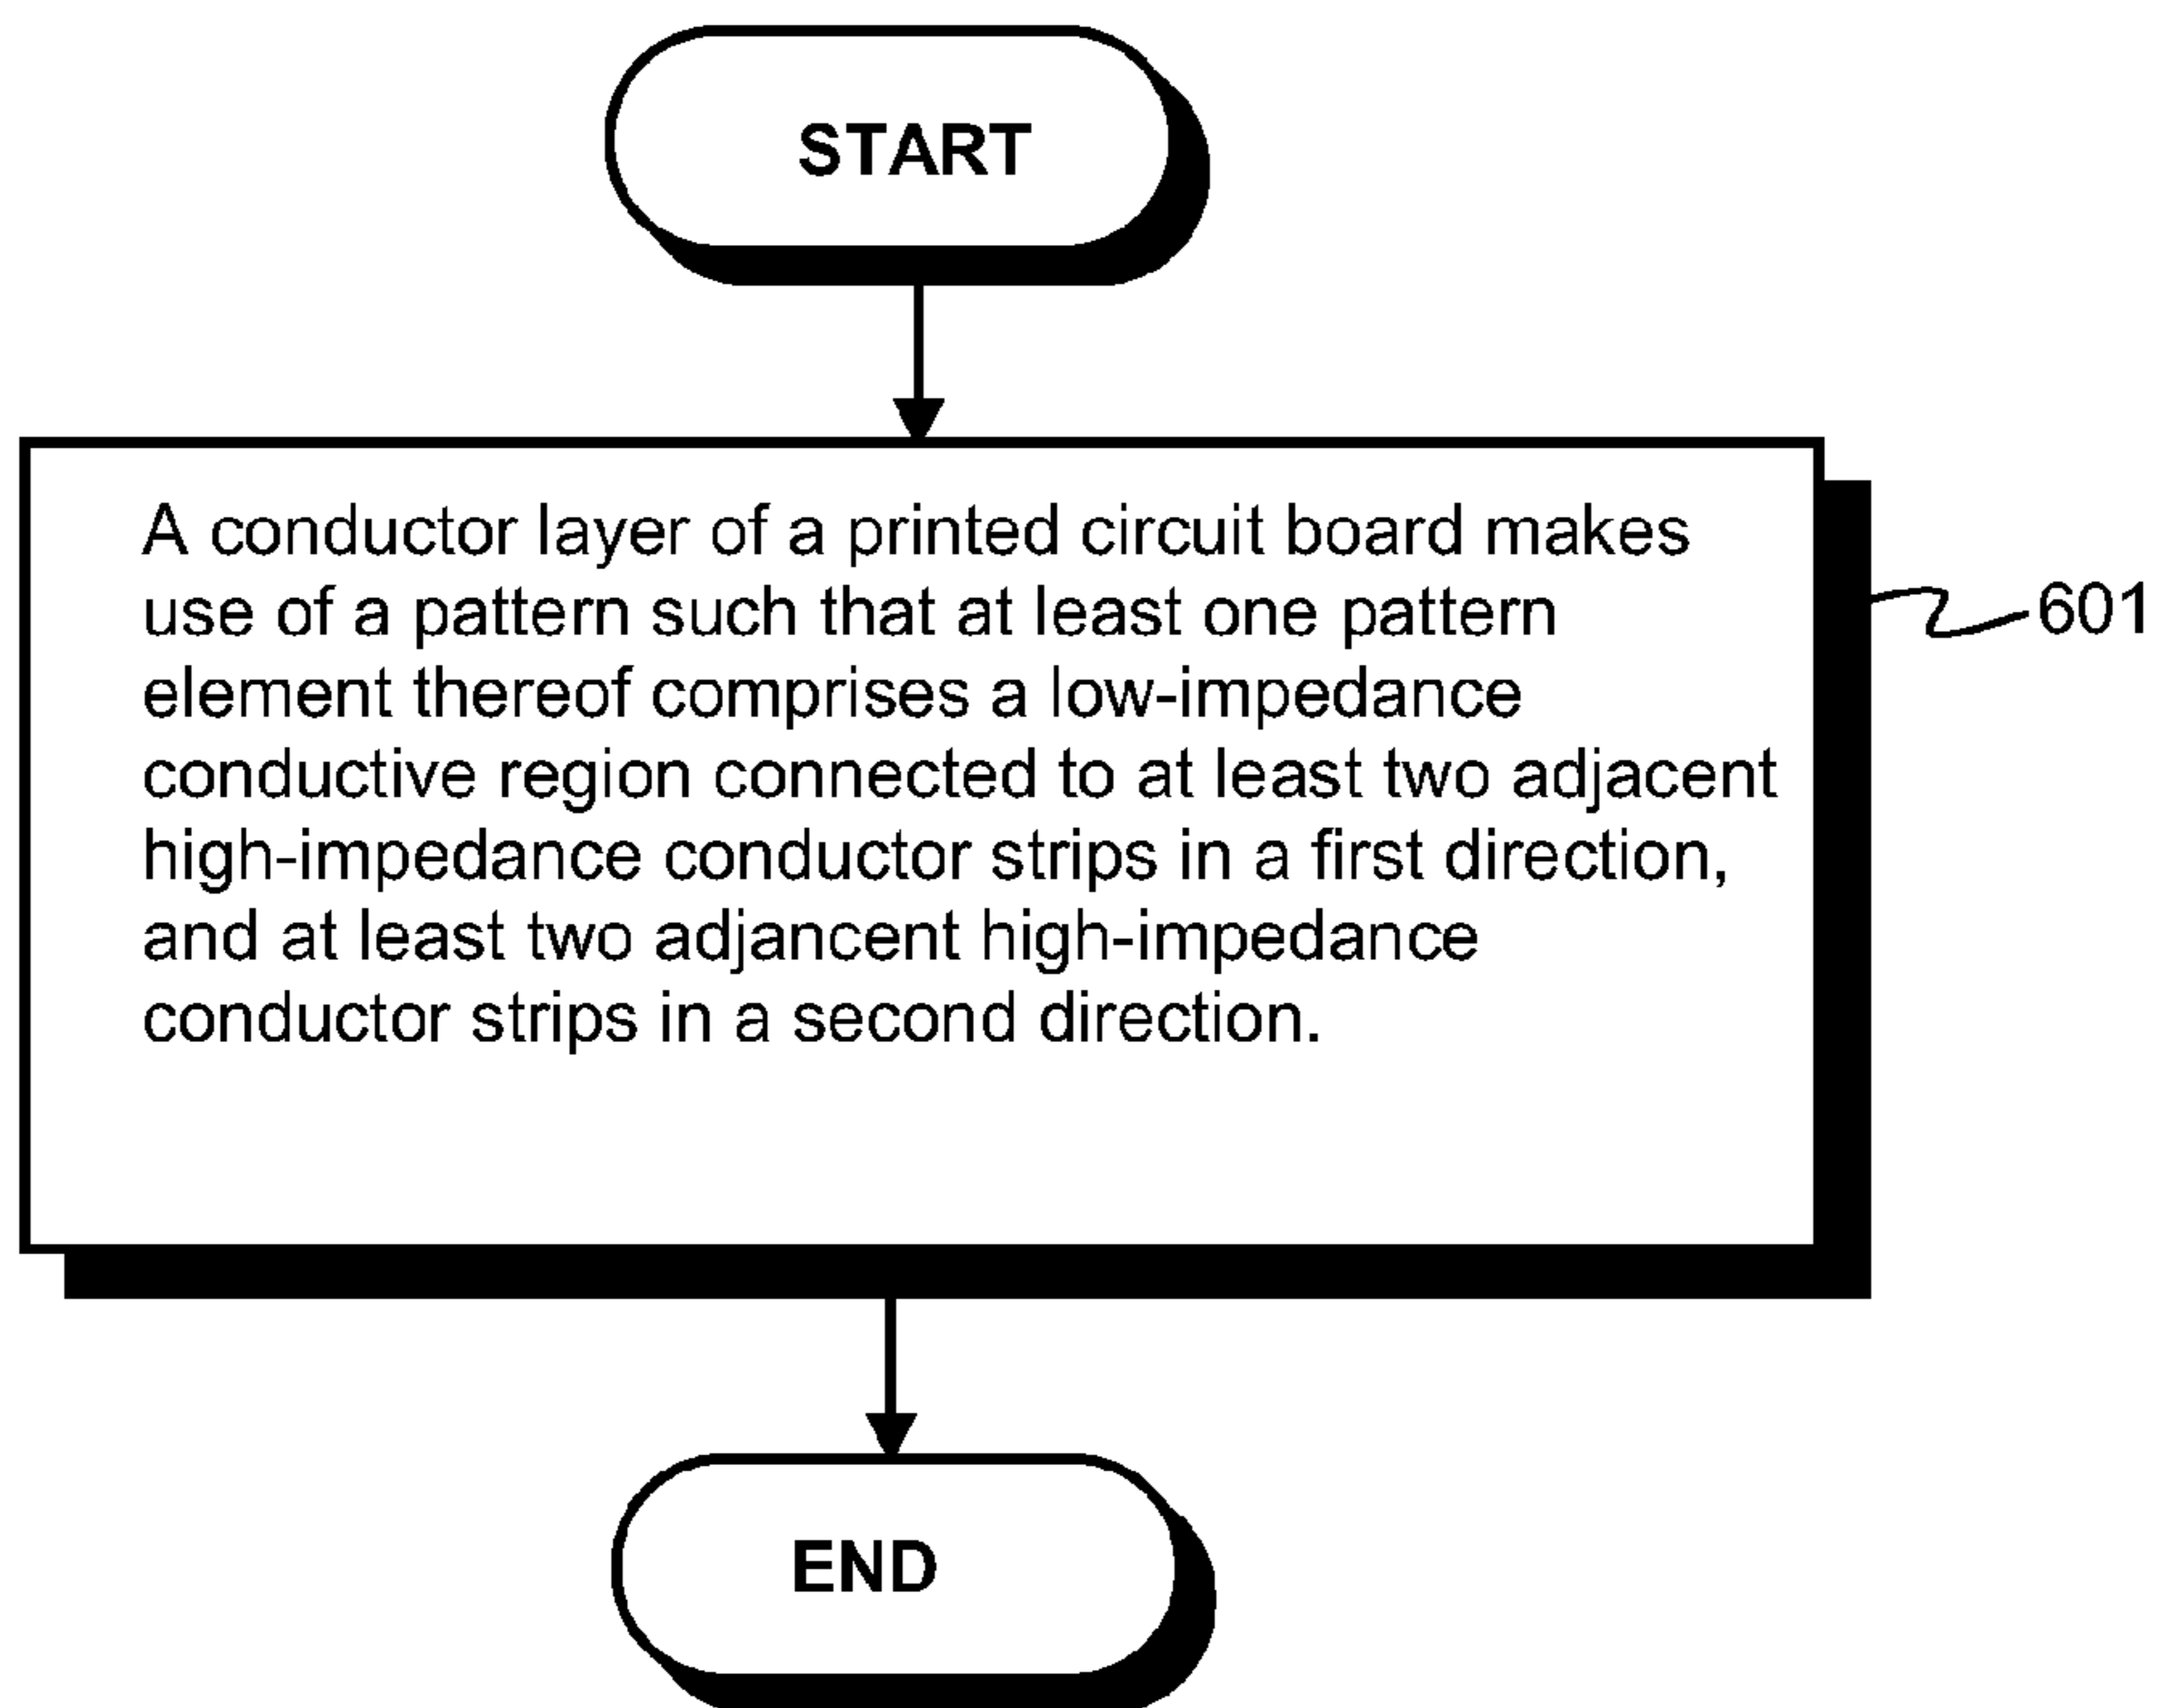 START
A conductor layer of a printed circuit board makes
use of a pattern such that at least one pattern
element thereof comprises a low-impedance
conductive region connected to at least two adjacent
high-impedance conductor strips in a first direction,
and at least two adjancent high-impedance
conductor strips in a second direction.
601
END